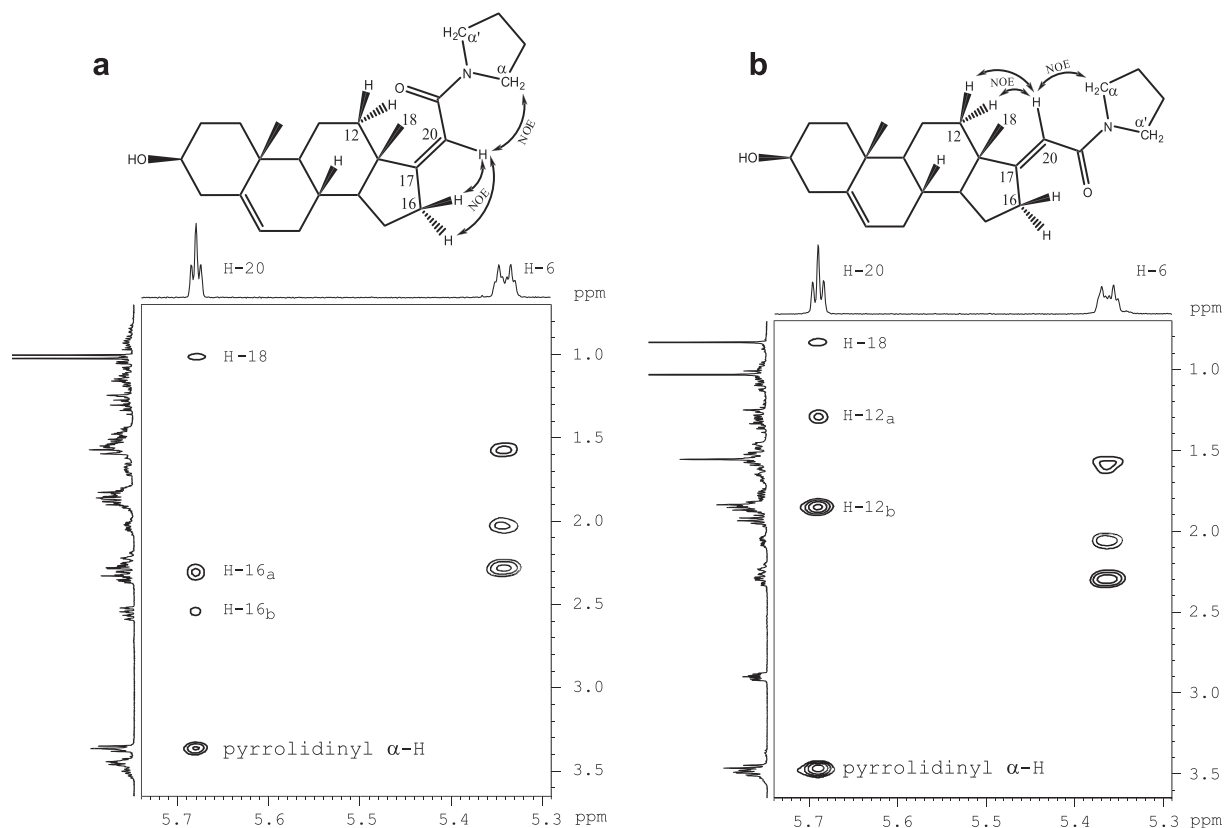 a
H₂C α'
α
N CH₂
O
H H
12 18 20
NOE
H
HO
H
17
H
NOE
16
H
H-20
H-6
ppm
H-18
1.0
1.5
2.0
H-16a
H-16b
2.5
3.0
pyrrolidinyl α-H
3.5
5.7 5.6 5.5 5.4 5.3 ppm
b
NOE
H NOE H₂C α
H H
12 18
N α' CH₂
20
HO
H
17
O
16 H
H
H-20
H-6
ppm
H-18
1.0
H-12a
1.5
H-12b
2.0
2.5
3.0
pyrrolidinyl α-H
3.5
5.7 5.6 5.5 5.4 5.3 ppm